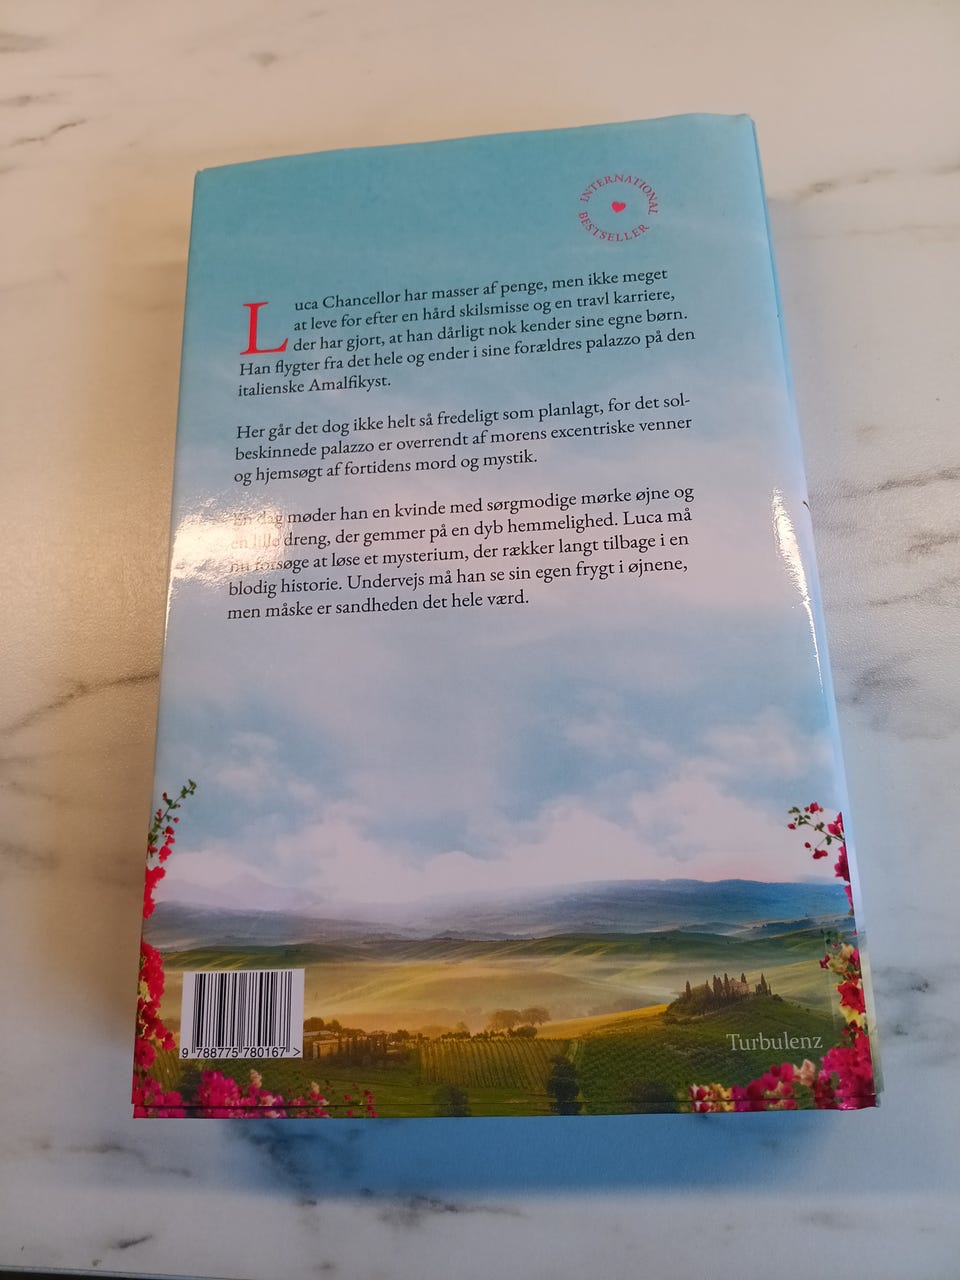 INTERNATIONAL
BESTSELLER
Luca Chancellor har masser af penge, men ikke meget
at leve for efter en hård skilsmisse og en travl karriere,
der har gjort, at han dårligt nok kender sine egne børn.
Han flygter fra det hele og ender i sine forældres palazzo på den
italienske Amalfikyst.
Her går det dog ikke helt så fredeligt som planlagt, for det sol-
beskinnede palazzo er overrendt af morens excentriske venner
og hjemsøgt af fortidens mord og mystik.
En dag møder han en kvinde med sørgmodige mørke øjne og
en lille dreng, der gemmer på en dyb hemmelighed. Luca må
nu forsøge at løse et mysterium, der rækker langt tilbage i en
blodig historie. Undervejs må han se sin egen frygt i øjnene,
men måske er sandheden det hele værd.
9 788775 780167 >
Turbulenz